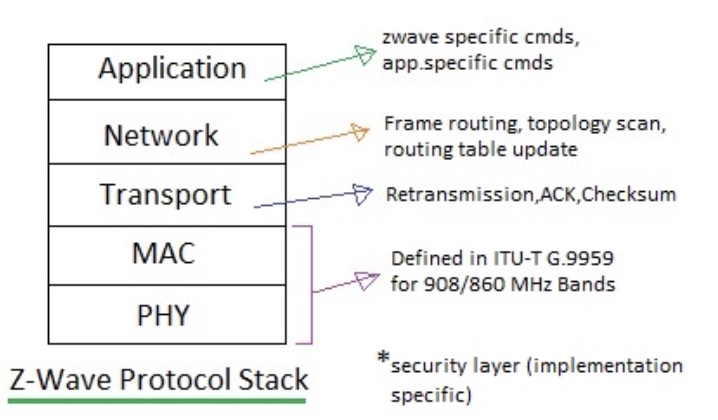 Application
zwave specific cmds,
app.specific cmds
Network
Frame routing, topology scan,
routing table update
Transport
Retransmission,ACK,Checksum
MAC
PHY
Defined in ITU-T G.9959
for 908/860 MHz Bands
Z-Wave Protocol Stack
*security layer (implementation
specific)